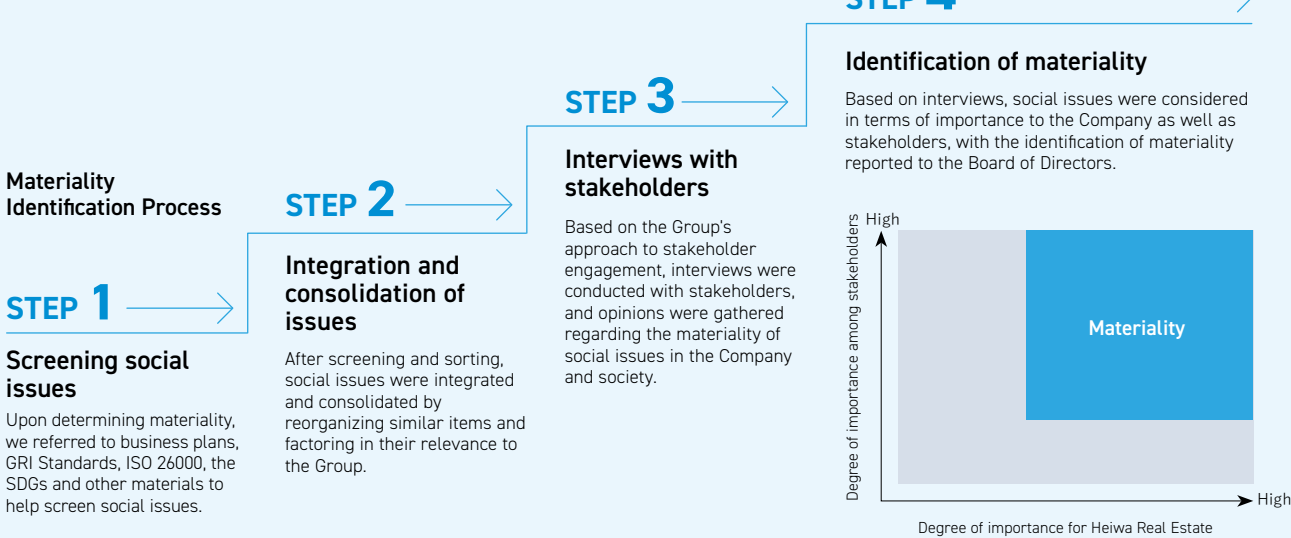 Materiality
Identification Process
STEP 1
Screening social
issues
Upon determining materiality,
we referred to business plans,
GRI Standards, ISO 26000, the
SDGs and other materials to
help screen social issues.
STEP 2
Integration and
consolidation of
issues
After screening and sorting,
social issues were integrated
and consolidated by
reorganizing similar items and
factoring in their relevance to
the Group.
STEP 3
Interviews with
stakeholders
Based on the Group's
approach to stakeholder
engagement, interviews were
conducted with stakeholders,
and opinions were gathered
regarding the materiality of
social issues in the Company
and society.
STEP 4
Identification of materiality
Based on interviews, social issues were considered
in terms of importance to the Company as well as
stakeholders, with the identification of materiality
reported to the Board of Directors.
Degree of importance among stakeholders
High
Materiality
High
Degree of importance for Heiwa Real Estate